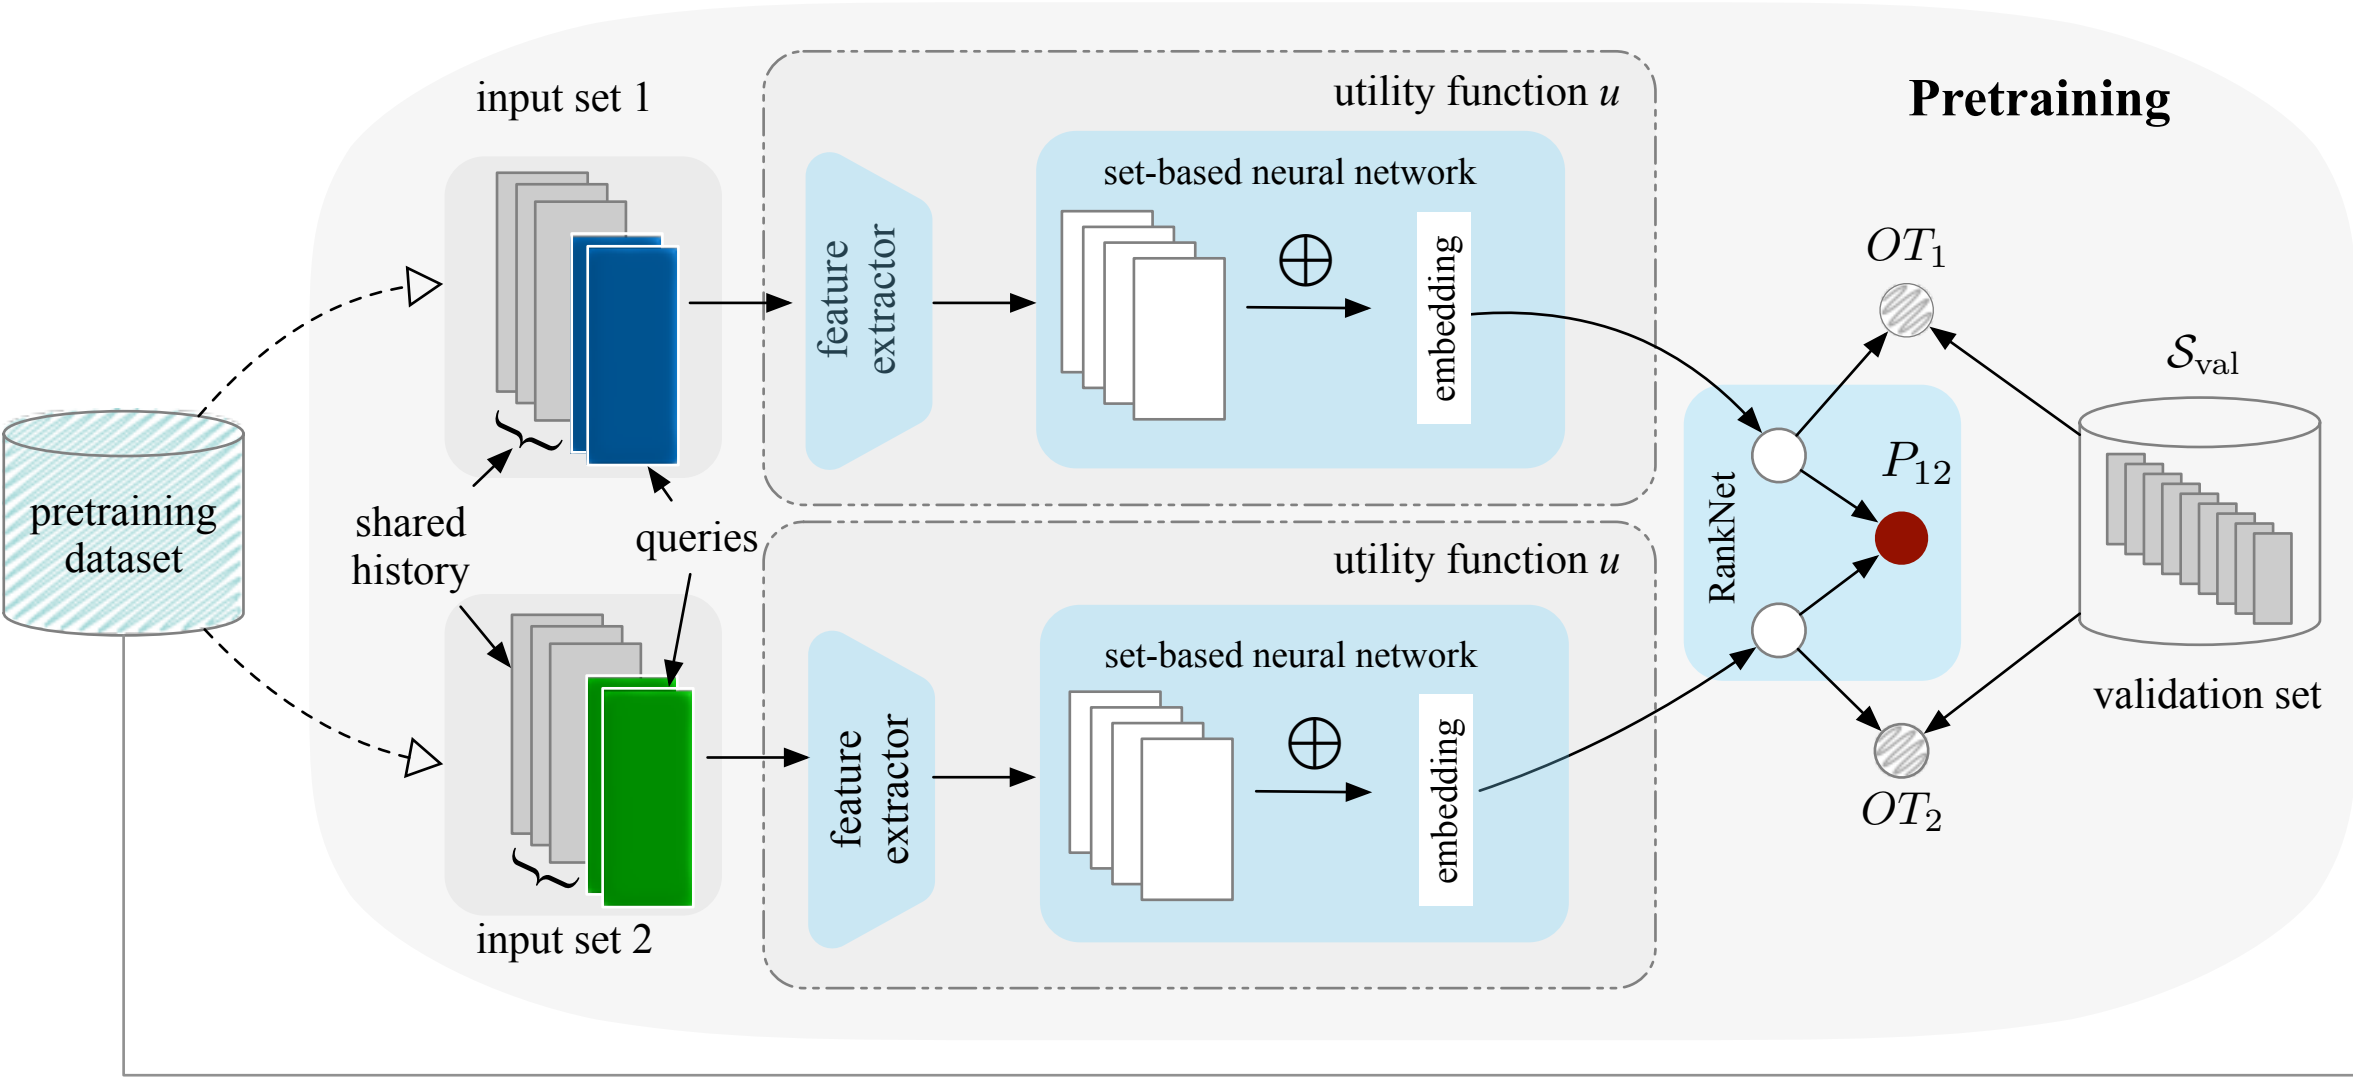 Pretraining
input set 1
utility function u
set-based neural network
feature
extractor
embedding
OT₁
S_val
P₁₂
RankNet
pretraining
dataset
shared
history
queries
utility function u
set-based neural network
feature
extractor
embedding
validation set
OT₂
input set 2